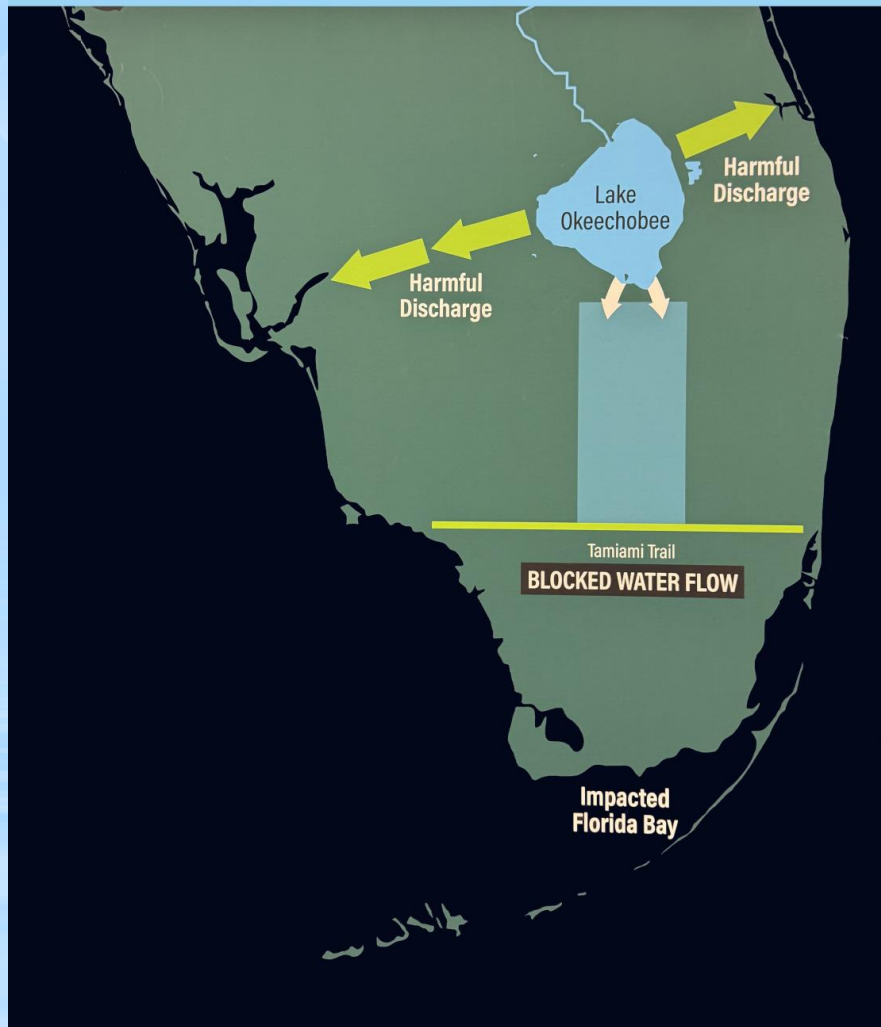 Lake
Okeechobee
Harmful
Discharge
Harmful
Discharge
Tamiami Trail
BLOCKED WATER FLOW
Impacted
Florida Bay